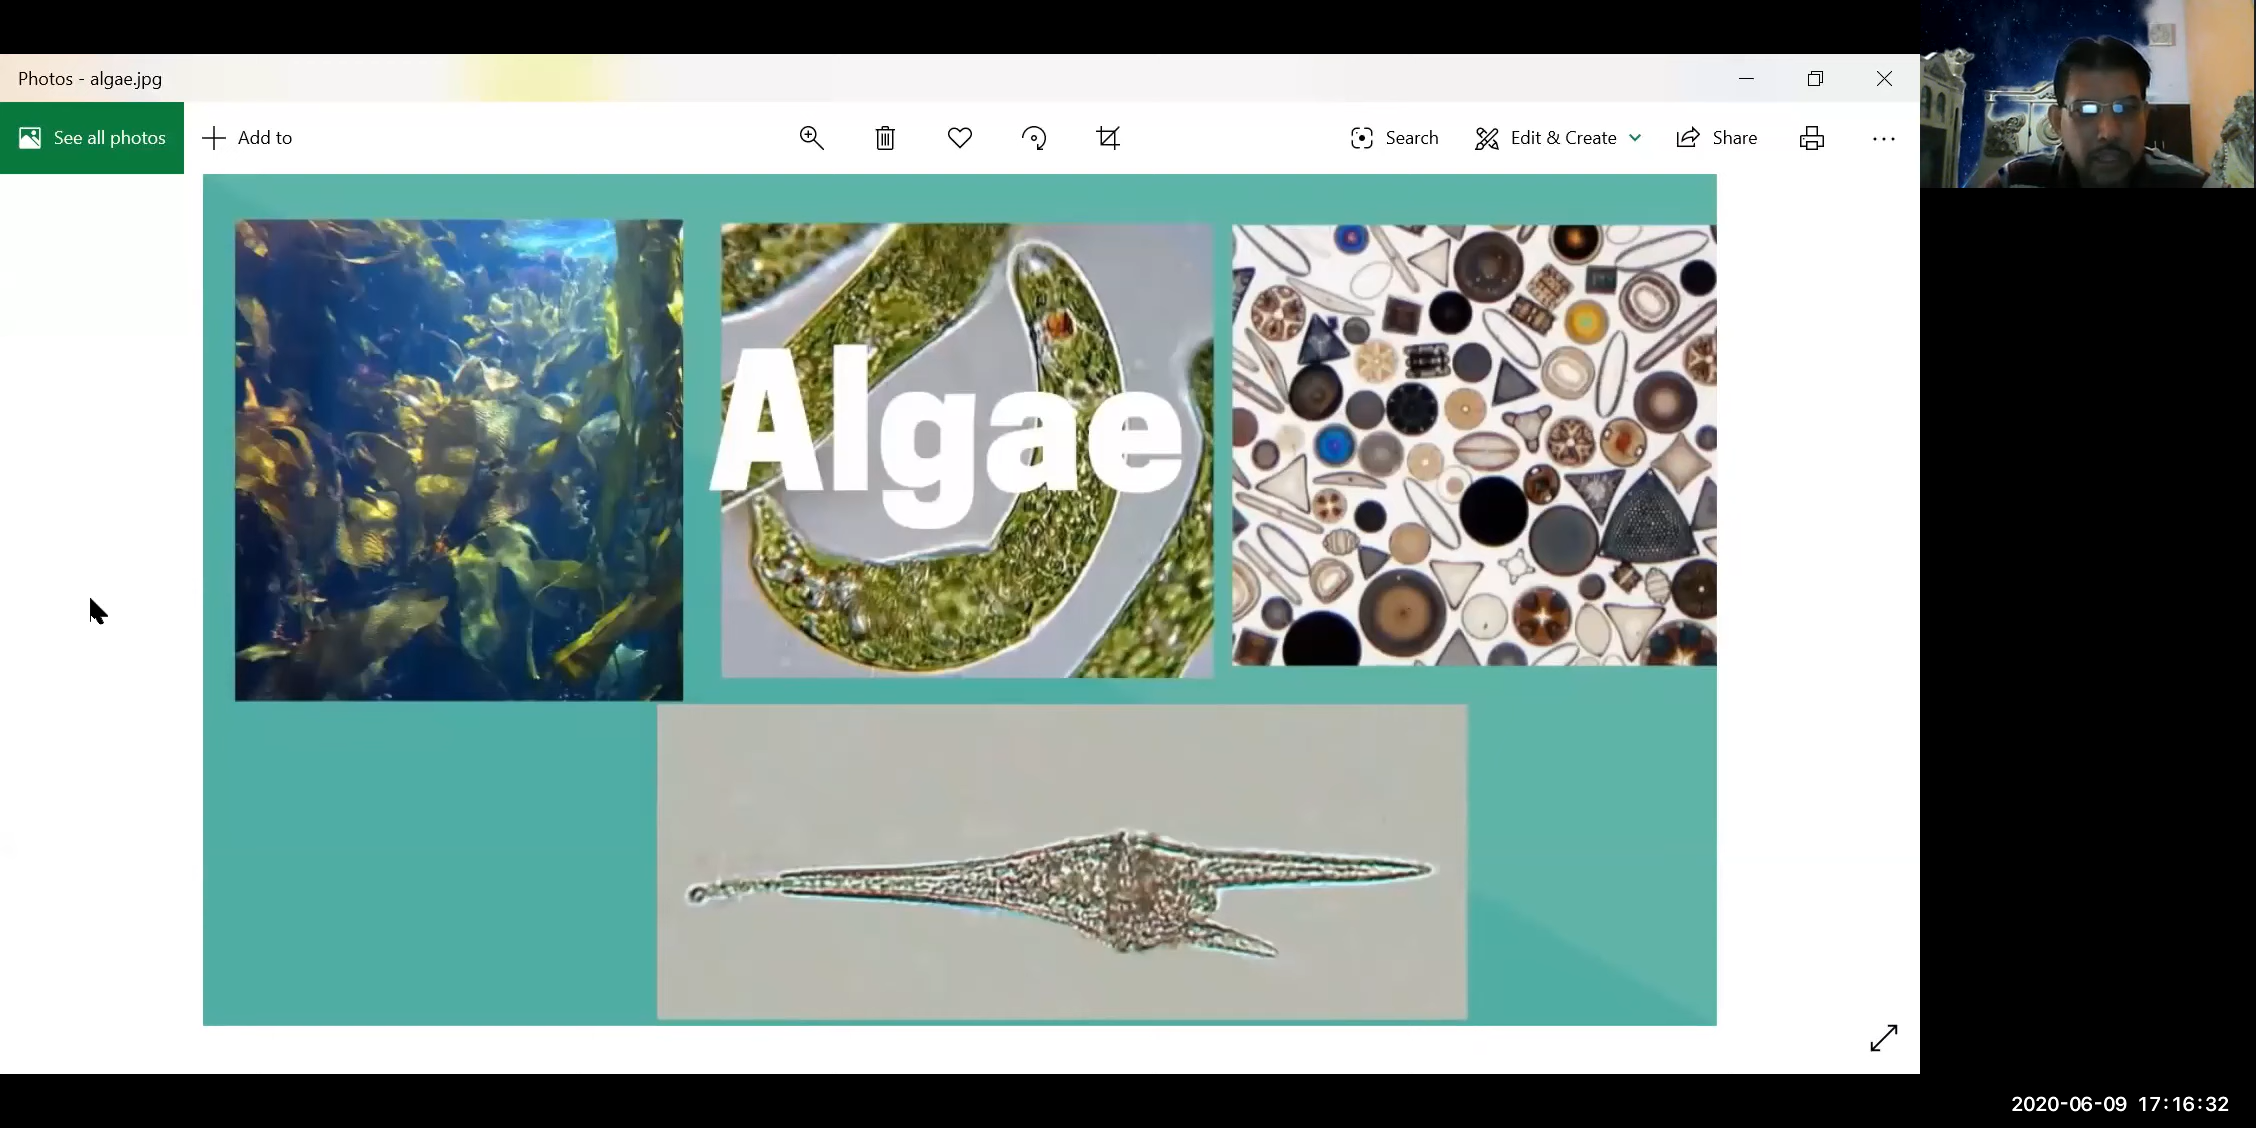 Photos - algae.jpg
See all photos
Add to
Search
Edit & Create
Share
Algae
2020-06-09 17:16:32